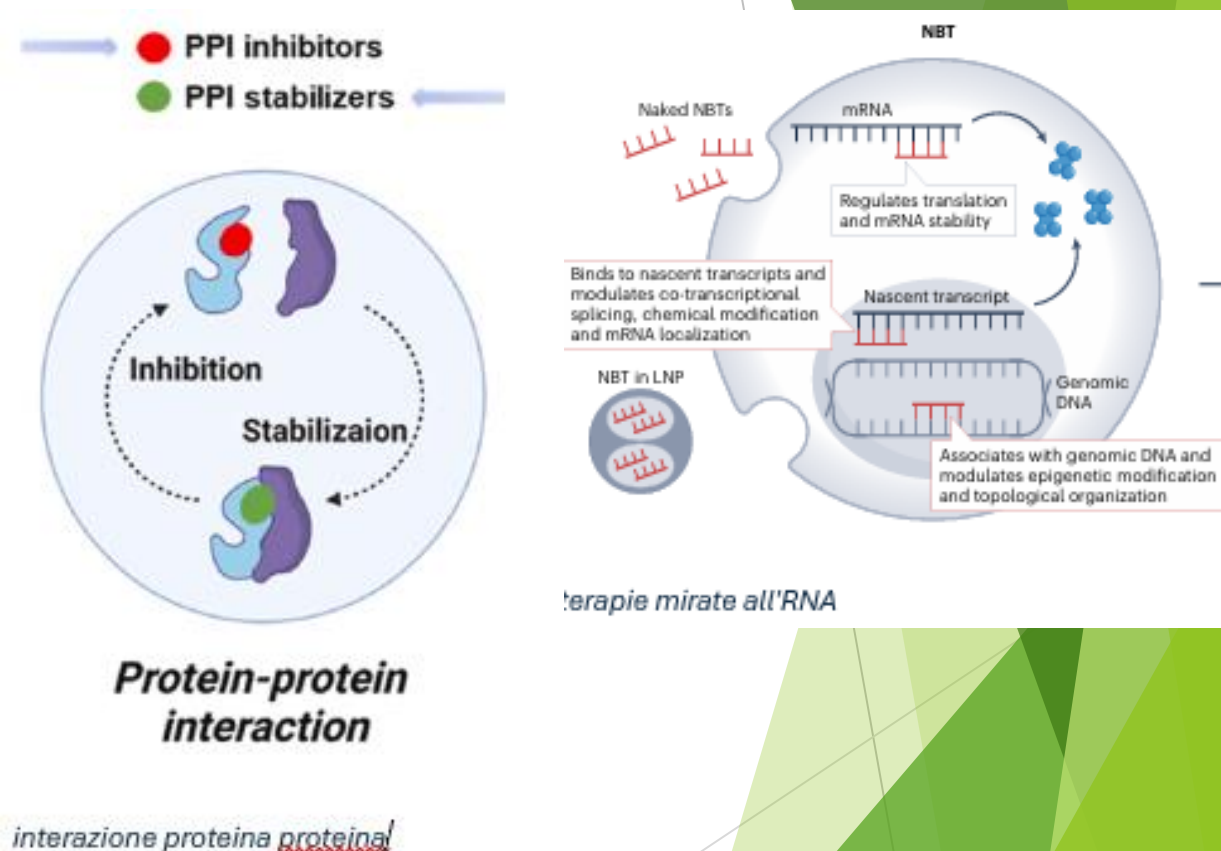 PPI inhibitors
PPI stabilizers
Inhibition
Stabilizaion
Protein-protein
interaction
interazione proteina proteina
NBT
Naked NBTs
mRNA
Regulates translation
and mRNA stability
Binds to nascent transcripts and
modulates co-transcriptional
splicing, chemical modification
and mRNA localization
Nascent transcript
NBT in LNP
Genomic
DNA
Associates with genomic DNA and
modulates epigenetic modification
and topological organization
terapie mirate all'RNA